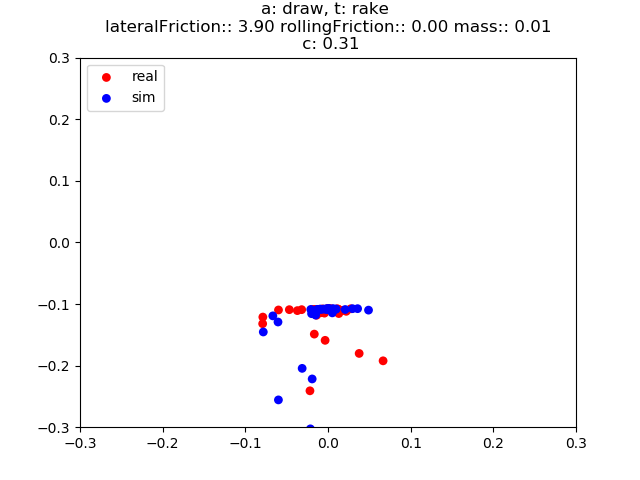 a: draw, t: rake
lateralFriction:: 3.90 rollingFriction:: 0.00 mass:: 0.01
c: 0.31
real
sim
0.3
0.2
0.1
0.0
−0.1
−0.2
−0.3
−0.3 −0.2 −0.1 0.0 0.1 0.2 0.3